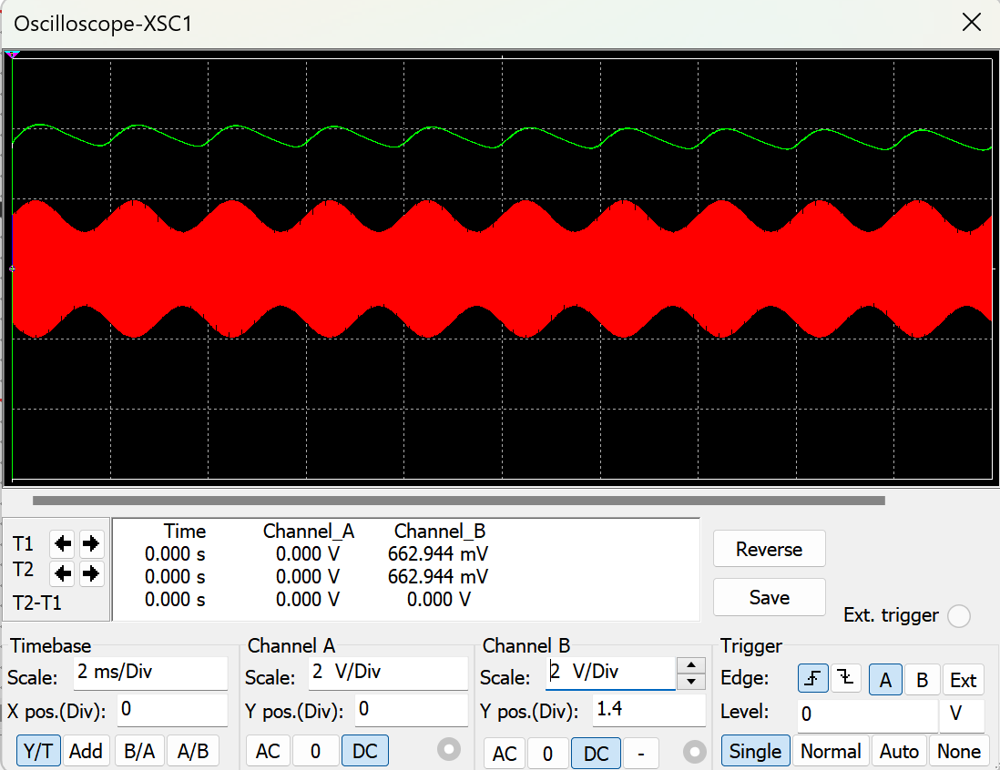 Oscilloscope-XSC1
Time Channel_A Channel_B
T1 0.000 s 0.000 V 662.944 mV
T2 0.000 s 0.000 V 662.944 mV
T2-T1 0.000 s 0.000 V 0.000 V
Reverse
Save
Ext. trigger
Timebase
Scale: 2 ms/Div
X pos.(Div): 0
Y/T Add B/A A/B
Channel A
Scale: 2 V/Div
Y pos.(Div): 0
AC 0 DC
Channel B
Scale: 2 V/Div
Y pos.(Div): 1.4
AC 0 DC -
Trigger
Edge: A B Ext
Level: 0 V
Single Normal Auto None